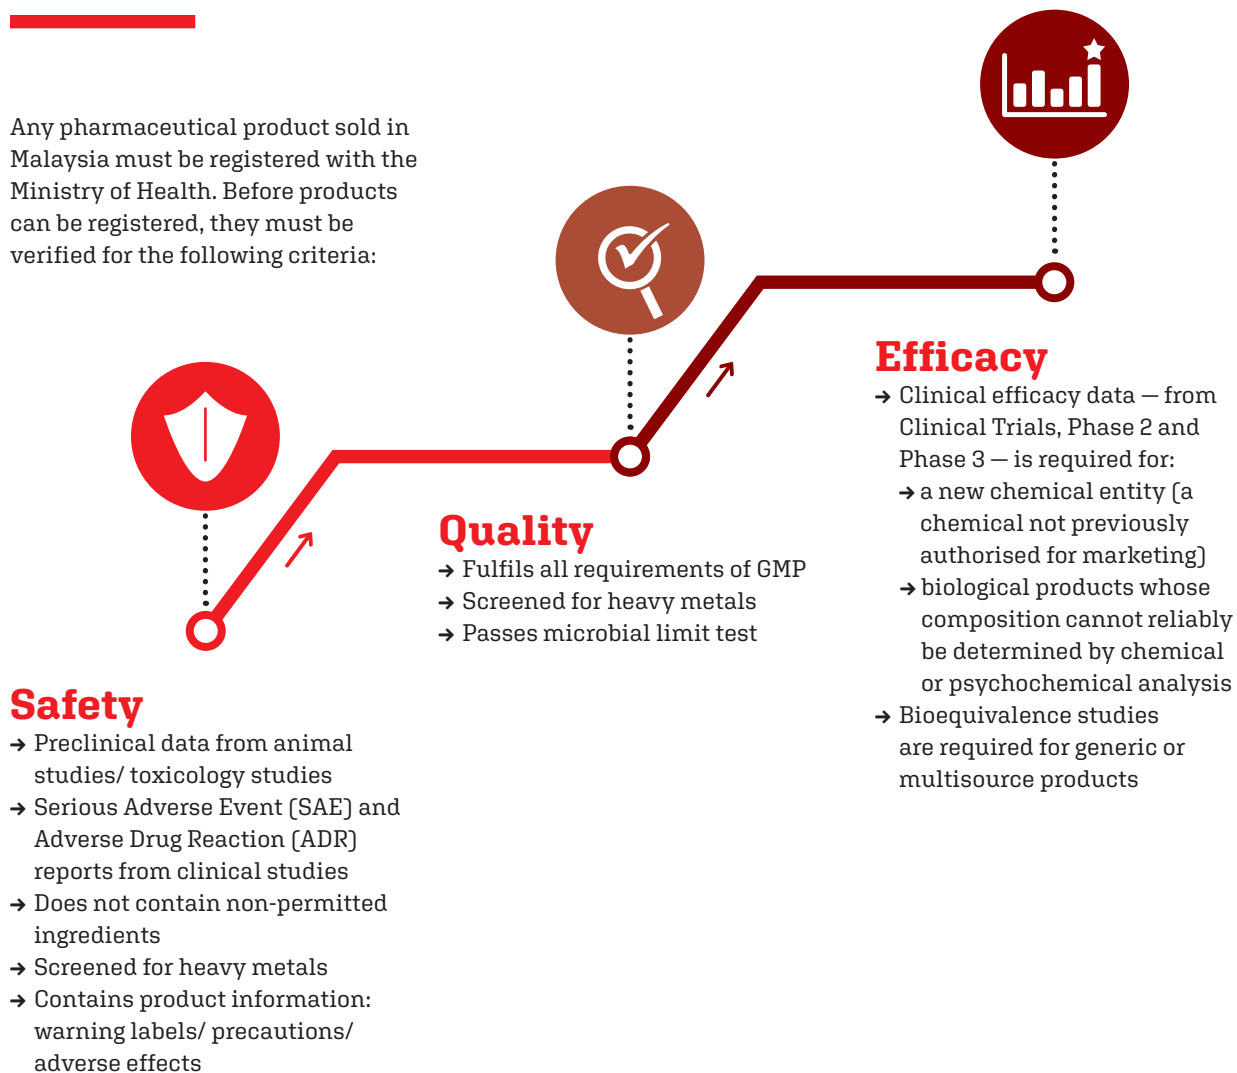 Any pharmaceutical product sold in
Malaysia must be registered with the
Ministry of Health. Before products
can be registered, they must be
verified for the following criteria:
Safety
→ Preclinical data from animal
studies/ toxicology studies
→ Serious Adverse Event (SAE) and
Adverse Drug Reaction (ADR)
reports from clinical studies
→ Does not contain non-permitted
ingredients
→ Screened for heavy metals
→ Contains product information:
warning labels/ precautions/
adverse effects
Quality
→ Fulfils all requirements of GMP
→ Screened for heavy metals
→ Passes microbial limit test
Efficacy
→ Clinical efficacy data — from
Clinical Trials, Phase 2 and
Phase 3 — is required for:
→ a new chemical entity (a
chemical not previously
authorised for marketing)
→ biological products whose
composition cannot reliably
be determined by chemical
or psychochemical analysis
→ Bioequivalence studies
are required for generic or
multisource products